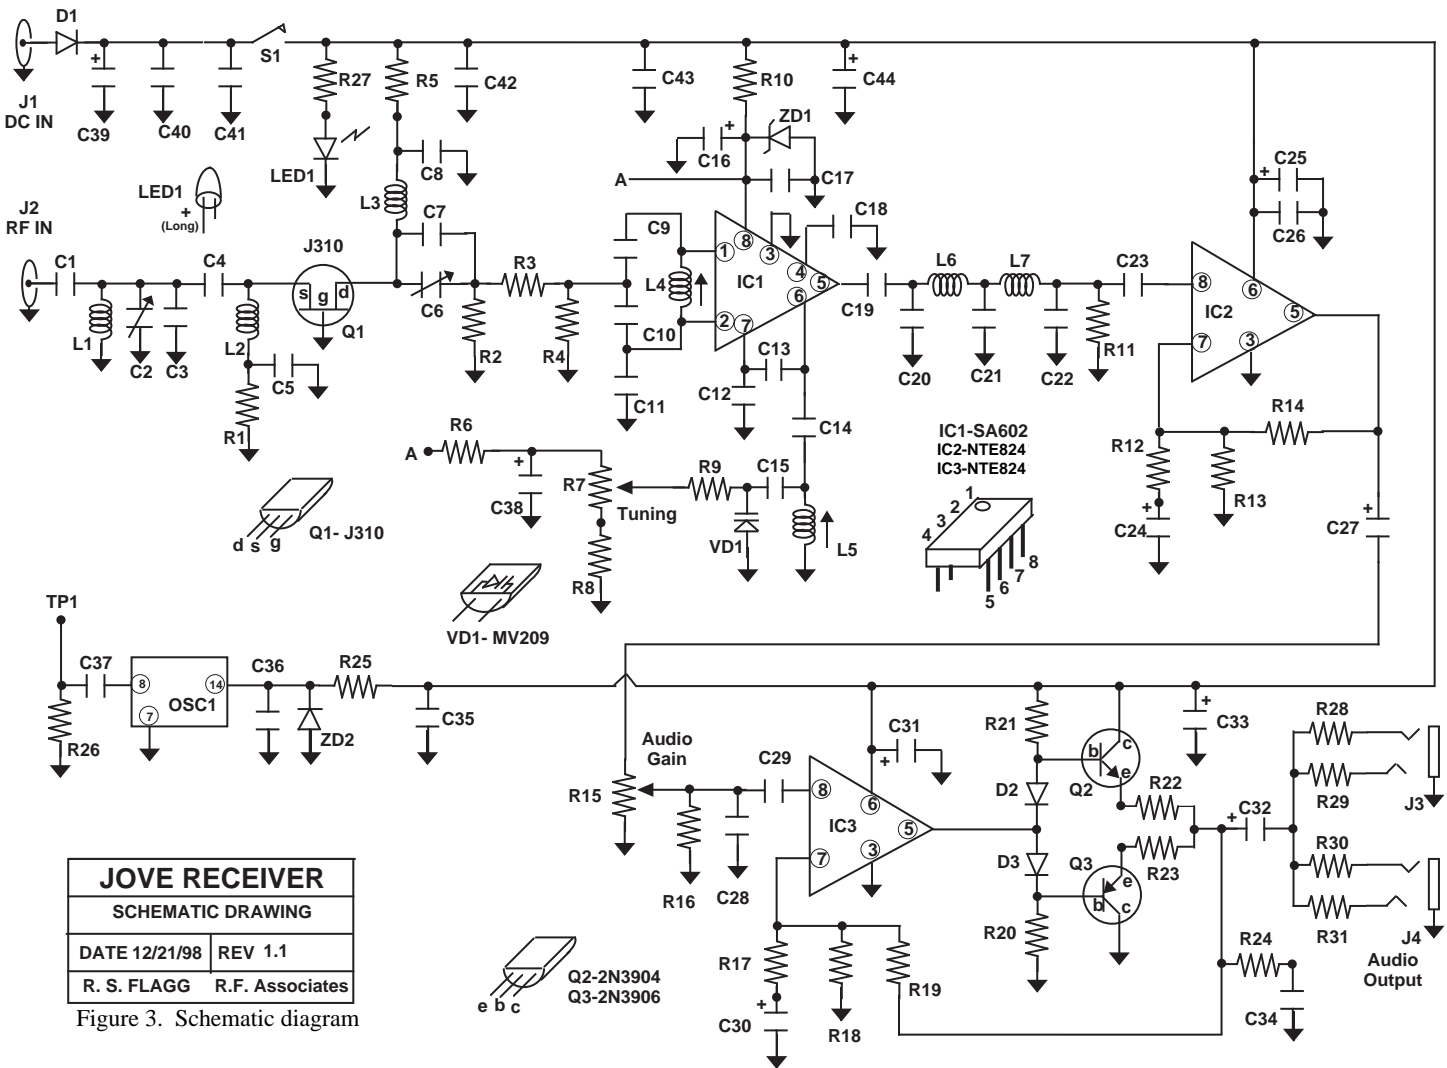 D1
S1
J1
DC IN
C39
C40
C41
R27
R5
C42
C43
R10
C44
LED1
C8
L3
C7
C16
ZD1
A
C17
C25
C26
LED1
+
(Long)
J2
RF IN
C1
C4
J310
s g d
Q1
L1
C2
C3
L2
C5
R1
C6
R2
R3
R4
C9
L4
C10
C11
1
2
8
3
4
5
6
7
IC1
C18
C19
C12
C13
C14
L6
L7
C20
C21
C22
R11
C23
8
7
6
5
3
IC2
R14
R12
R13
C24
C27
A
R6
C38
R7
Tuning
R8
R9
C15
VD1
L5
IC1-SA602
IC2-NTE824
IC3-NTE824
1
2
3
4
5
6
7
8
d s g
Q1- J310
VD1- MV209
TP1
C37
8
14
7
OSC1
R26
C36
ZD2
R25
C35
Audio
Gain
R15
R16
C28
C29
8
7
6
5
3
IC3
C31
R21
D2
D3
R20
b c e
Q2
Q3
e b c
R22
R23
C33
C32
R28
R29
J3
R30
R31
J4
Audio
Output
R24
C34
R17
R18
R19
C30
e b c
Q2-2N3904
Q3-2N3906
JOVE RECEIVER
SCHEMATIC DRAWING
DATE 12/21/98 REV 1.1
R. S. FLAGG R.F. Associates
Figure 3. Schematic diagram